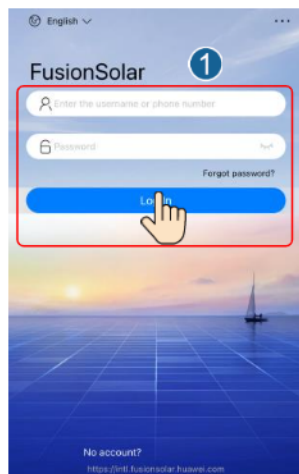 English
FusionSolar
1
Enter the username or phone number
Password
Forgot password?
Log In
No account?
https://intl.fusionsolar.huawei.com